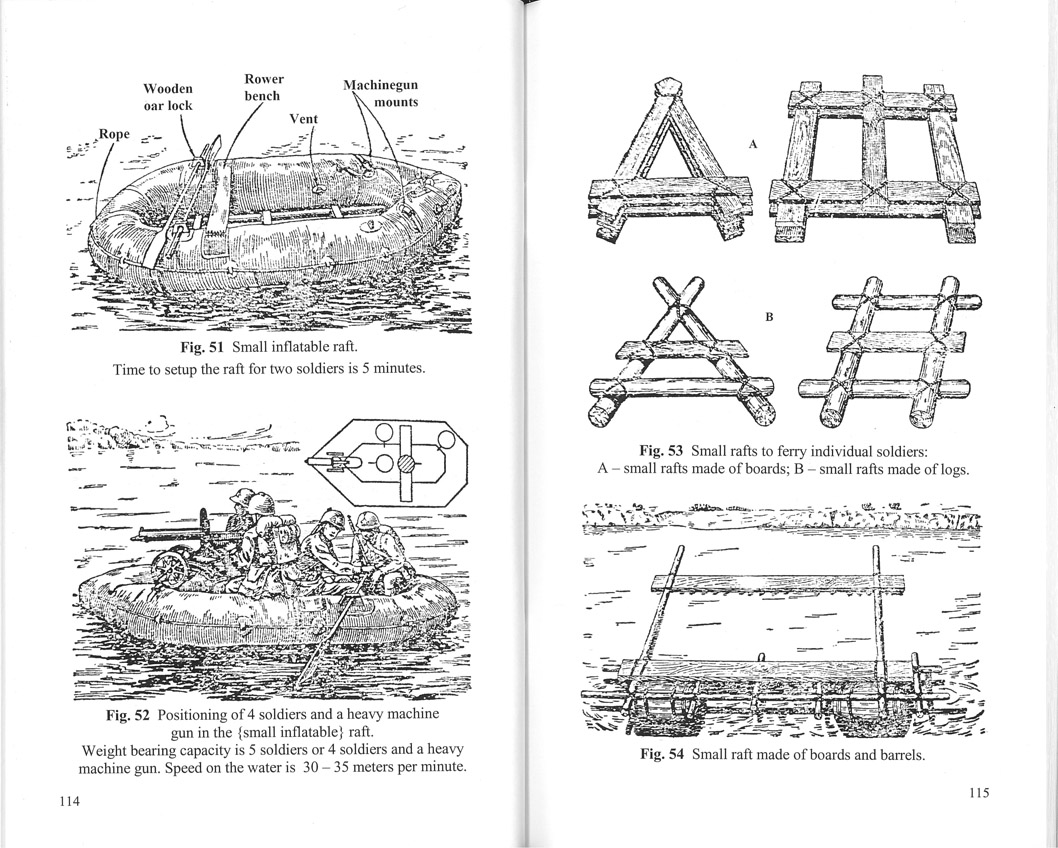 Wooden
oar lock
Rower
bench
Machinegun
mounts
Vent
Rope
Fig. 51 Small inflatable raft.
Time to setup the raft for two soldiers is 5 minutes.
Fig. 52 Positioning of 4 soldiers and a heavy machine
gun in the {small inflatable} raft.
Weight bearing capacity is 5 soldiers or 4 soldiers and a heavy
machine gun. Speed on the water is 30 – 35 meters per minute.
114
A
B
Fig. 53 Small rafts to ferry individual soldiers:
A – small rafts made of boards; B – small rafts made of logs.
Fig. 54 Small raft made of boards and barrels.
115